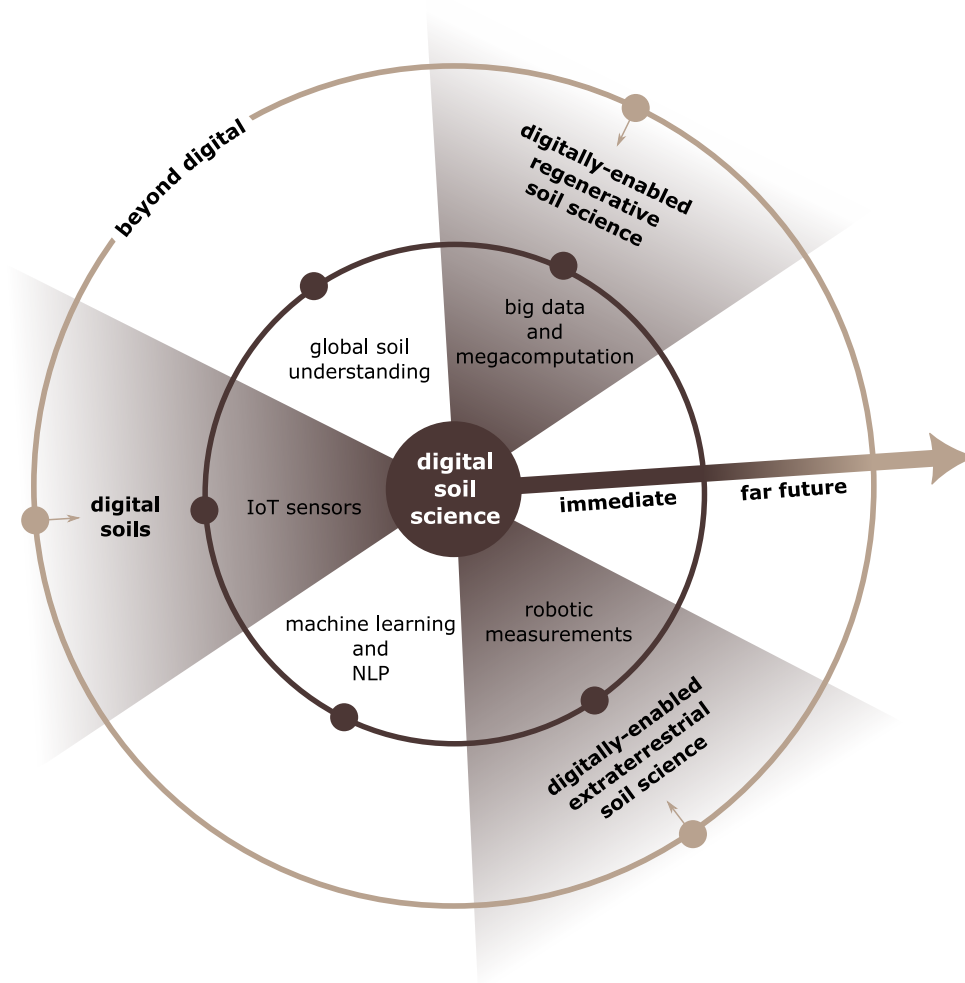 beyond digital
digitally-enabled
regenerative
soil science
big data
and
megacomputation
global soil
understanding
digital
soil
science
immediate
far future
IoT sensors
digital
soils
machine learning
and
NLP
robotic
measurements
digitally-enabled
extraterrestrial
soil science